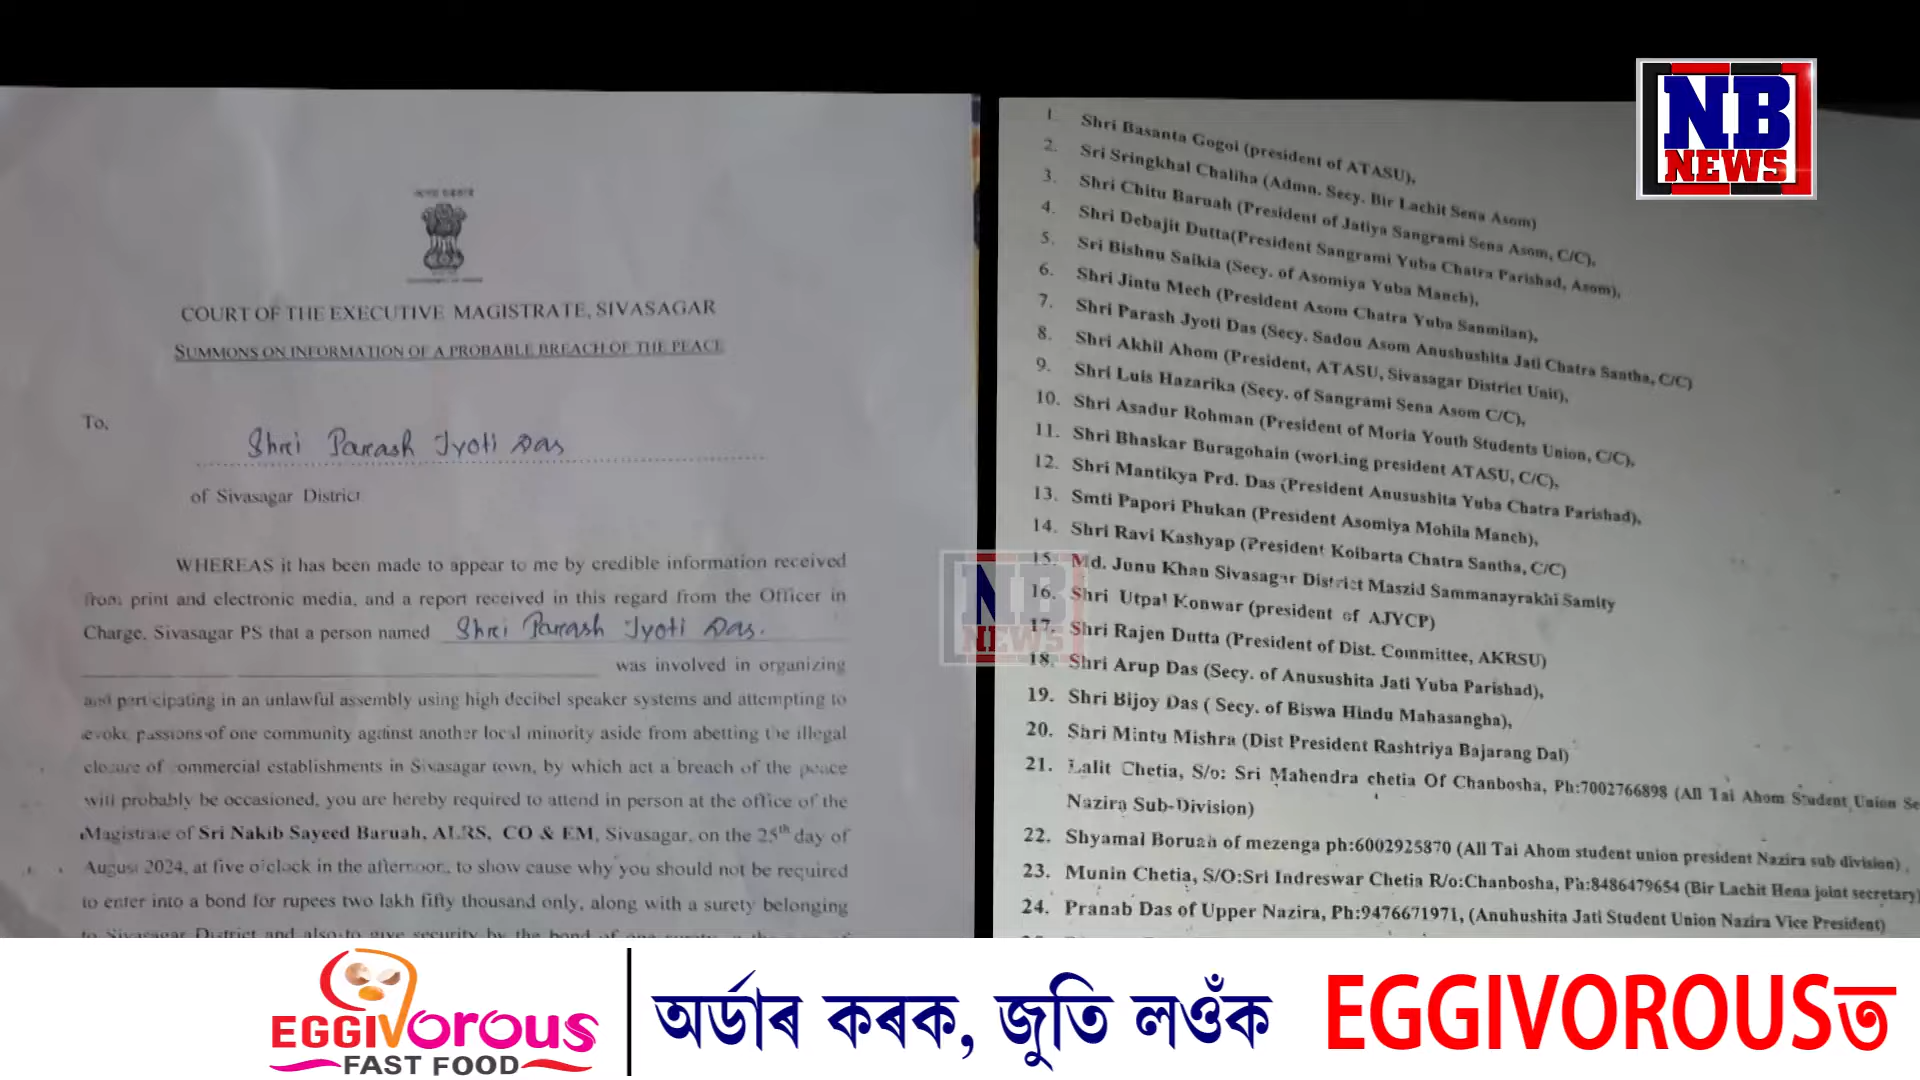 COURT OF THE EXECUTIVE MAGISTRATE, SIVASAGAR
SUMMONS ON INFORMATION OF A PROBABLE BREACH OF THE PEACE
To,
Shri Parash Jyoti Das
of Sivasagar District
WHEREAS it has been made to appear to me by credible information received
from print and electronic media, and a report received in this regard from the Officer in
Charge, Sivasagar PS that a person named Shri Parash Jyoti Das.
was involved in organizing
and participating in an unlawful assembly using high decibel speaker systems and attempting to
evoke passions of one community against another local minority aside from abetting the illegal
closure of commercial establishments in Sivasagar town, by which act a breach of the peace
will probably be occasioned, you are hereby required to attend in person at the office of the
Magistrate of Sri Nakib Sayeed Baruah, ALRS, CO & EM, Sivasagar, on the 25th day of
August 2024, at five o'clock in the afternoon, to show cause why you should not be required
to enter into a bond for rupees two lakh fifty thousand only, along with a surety belonging
to Sivasagar District and also to give security by the bond of one surety
1. Shri Basanta Gogoi (president of ATASU),
2. Sri Sringkhal Chaliha (Admn. Secy. Bir Lachit Sena Asom)
3. Shri Chitu Baruah (President of Jatiya Sangrami Sena Asom, C/C),
4. Shri Debajit Dutta(President Sangrami Yuba Chatra Parishad, Asom),
5. Sri Bishnu Saikia (Secy. of Asomiya Yuba Manch),
6. Shri Jintu Mech (President Asom Chatra Yuba Sanmilan),
7. Shri Parash Jyoti Das (Secy. Sadou Asom Anushushita Jati Chatra Santha, C/C)
8. Shri Akhil Ahom (President, ATASU, Sivasagar District Unit),
9. Shri Luis Hazarika (Secy. of Sangrami Sena Asom C/C),
10. Shri Asadur Rohman (President of Moria Youth Students Union, C/C),
11. Shri Bhaskar Buragohain (working president ATASU, C/C),
12. Shri Mantikya Prd. Das (President Anusushita Yuba Chatra Parishad),
13. Smti Papori Phukan (President Asomiya Mohila Manch),
14. Shri Ravi Kashyap (President Koibarta Chatra Santha, C/C)
15. Md. Junu Khan Sivasagar District Maszid Sammanayrakhi Samity
16. Shri Utpal Konwar (president of AJYCP)
17. Shri Rajen Dutta (President of Dist. Committee, AKRSU)
18. Shri Arup Das (Secy. of Anusushita Jati Yuba Parishad),
19. Shri Bijoy Das ( Secy. of Biswa Hindu Mahasangha),
20. Shri Mintu Mishra (Dist President Rashtriya Bajarang Dal)
21. Lalit Chetia, S/o: Sri Mahendra chetia Of Chanbosha, Ph:7002766898 (All Tai Ahom Student Union Se
Nazira Sub-Division)
22. Shyamal Boruah of mezenga ph:6002925870 (All Tai Ahom student union president Nazira sub division) ,
23. Munin Chetia, S/O:Sri Indreswar Chetia R/o:Chanbosha, Ph:8486479654 (Bir Lachit Hena joint secretary)
24. Pranab Das of Upper Nazira, Ph:9476671971, (Anuhushita Jati Student Union Nazira Vice President)
NB
NEWS
NB
NEWS
EGGIVOROUS
FAST FOOD
অৰ্ডাৰ কৰক, জুতি লওঁক
EGGIVOROUSত